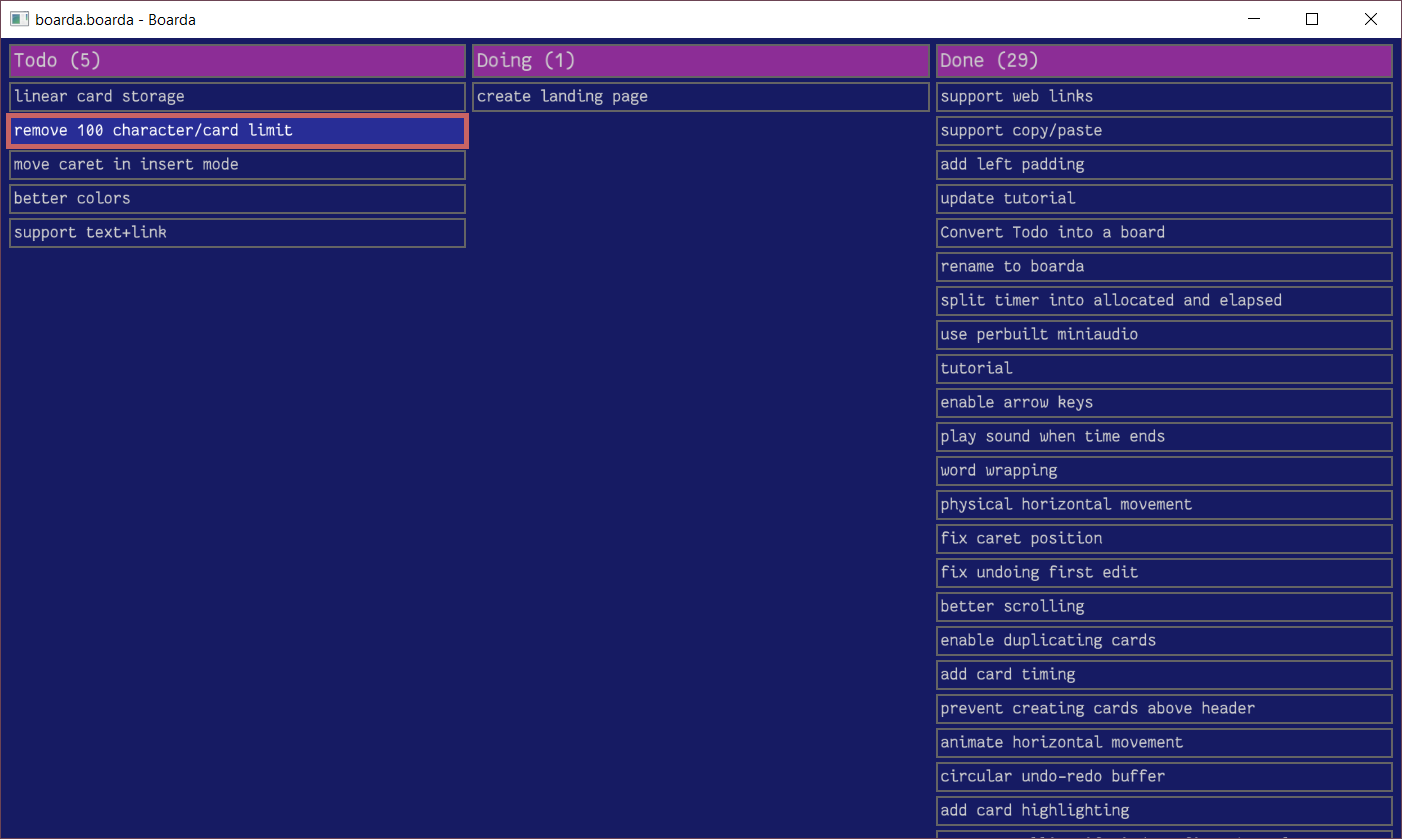 boarda.boarda - Boarda
Todo (5)
linear card storage
remove 100 character/card limit
move caret in insert mode
better colors
support text+link
Doing (1)
create landing page
Done (29)
support web links
support copy/paste
add left padding
update tutorial
Convert Todo into a board
rename to boarda
split timer into allocated and elapsed
use perbuilt miniaudio
tutorial
enable arrow keys
play sound when time ends
word wrapping
physical horizontal movement
fix caret position
fix undoing first edit
better scrolling
enable duplicating cards
add card timing
prevent creating cards above header
animate horizontal movement
circular undo-redo buffer
add card highlighting